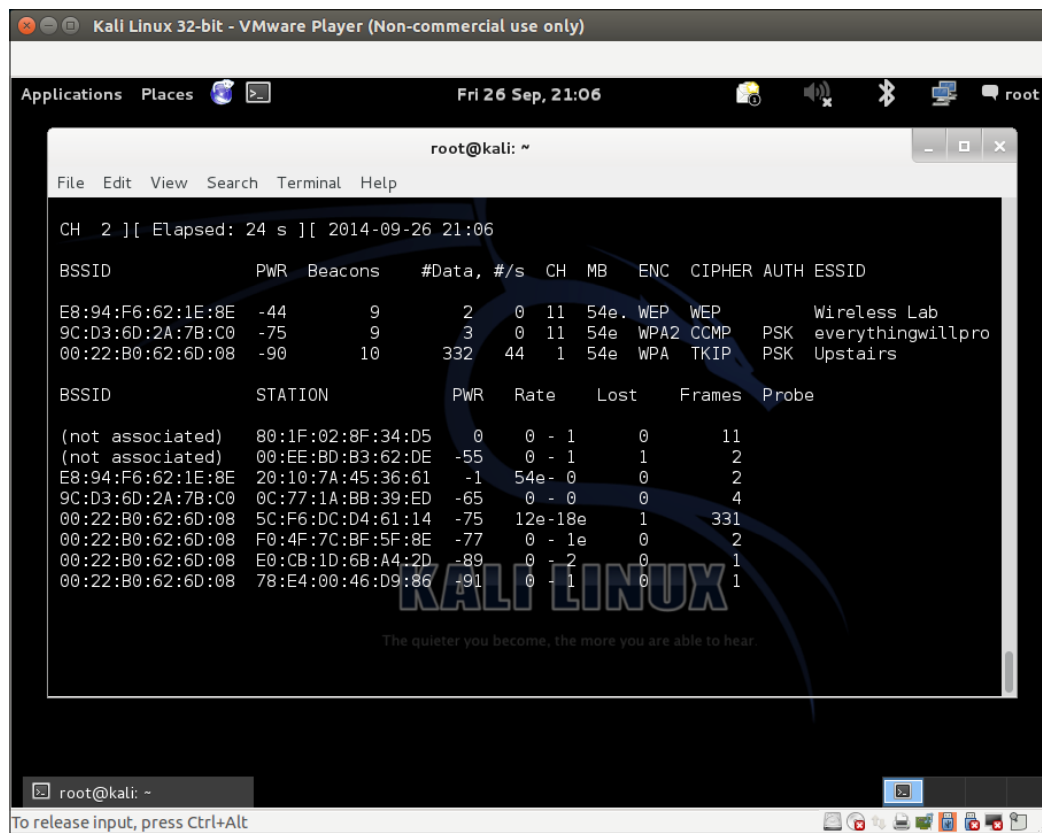 Kali Linux 32-bit - VMware Player (Non-commercial use only)
Applications Places Fri 26 Sep, 21:06 root
root@kali: ~
File Edit View Search Terminal Help
CH 2 ][ Elapsed: 24 s ][ 2014-09-26 21:06
BSSID PWR Beacons #Data, #/s CH MB ENC CIPHER AUTH ESSID
E8:94:F6:62:1E:8E -44 9 2 0 11 54e. WEP WEP Wireless Lab
9C:D3:6D:2A:7B:C0 -75 9 3 0 11 54e WPA2 CCMP PSK everythingwillpro
00:22:B0:62:6D:08 -90 10 332 44 1 54e WPA TKIP PSK Upstairs
BSSID STATION PWR Rate Lost Frames Probe
(not associated) 80:1F:02:8F:34:D5 0 0 - 1 0 11
(not associated) 00:EE:BD:B3:62:DE -55 0 - 1 1 2
E8:94:F6:62:1E:8E 20:10:7A:45:36:61 -1 54e- 0 0 2
9C:D3:6D:2A:7B:C0 0C:77:1A:BB:39:ED -65 0 - 0 0 4
00:22:B0:62:6D:08 5C:F6:DC:D4:61:14 -75 12e-18e 1 331
00:22:B0:62:6D:08 F0:4F:7C:BF:5F:8E -77 0 - 1e 0 2
00:22:B0:62:6D:08 E0:CB:1D:6B:A4:2D -89 0 - 2 0 1
00:22:B0:62:6D:08 78:E4:00:46:D9:86 -91 0 - 1 0 1
KALI LINUX
The quieter you become, the more you are able to hear.
root@kali: ~
To release input, press Ctrl+Alt